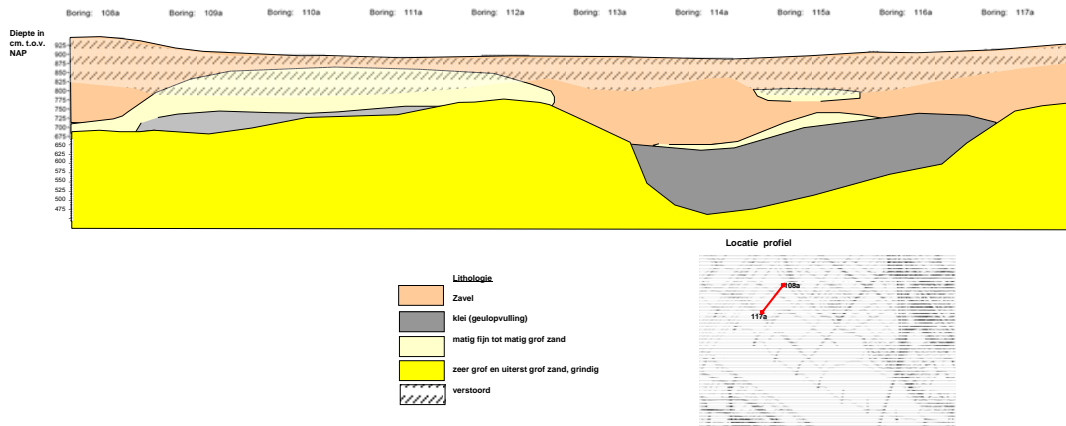 Boring: 108a
Boring: 109a
Boring: 110a
Boring: 111a
Boring: 112a
Boring: 113a
Boring: 114a
Boring: 115a
Boring: 116a
Boring: 117a
Diepte in
cm. t.o.v.
NAP
925
900
875
850
825
800
775
750
725
700
675
650
625
600
575
550
525
500
475
Locatie profiel
108a
117a
Lithologie
Zavel
klei (geulopvulling)
matig fijn tot matig grof zand
zeer grof en uiterst grof zand, grindig
verstoord